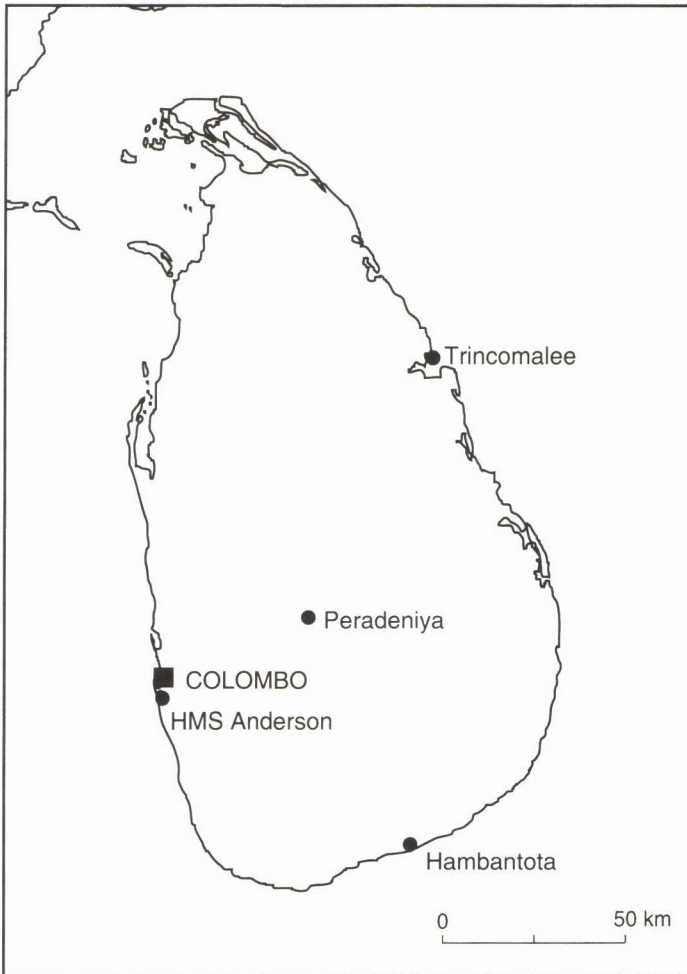 Trincomalee
Peradeniya
COLOMBO
HMS Anderson
Hambantota
0 50 km